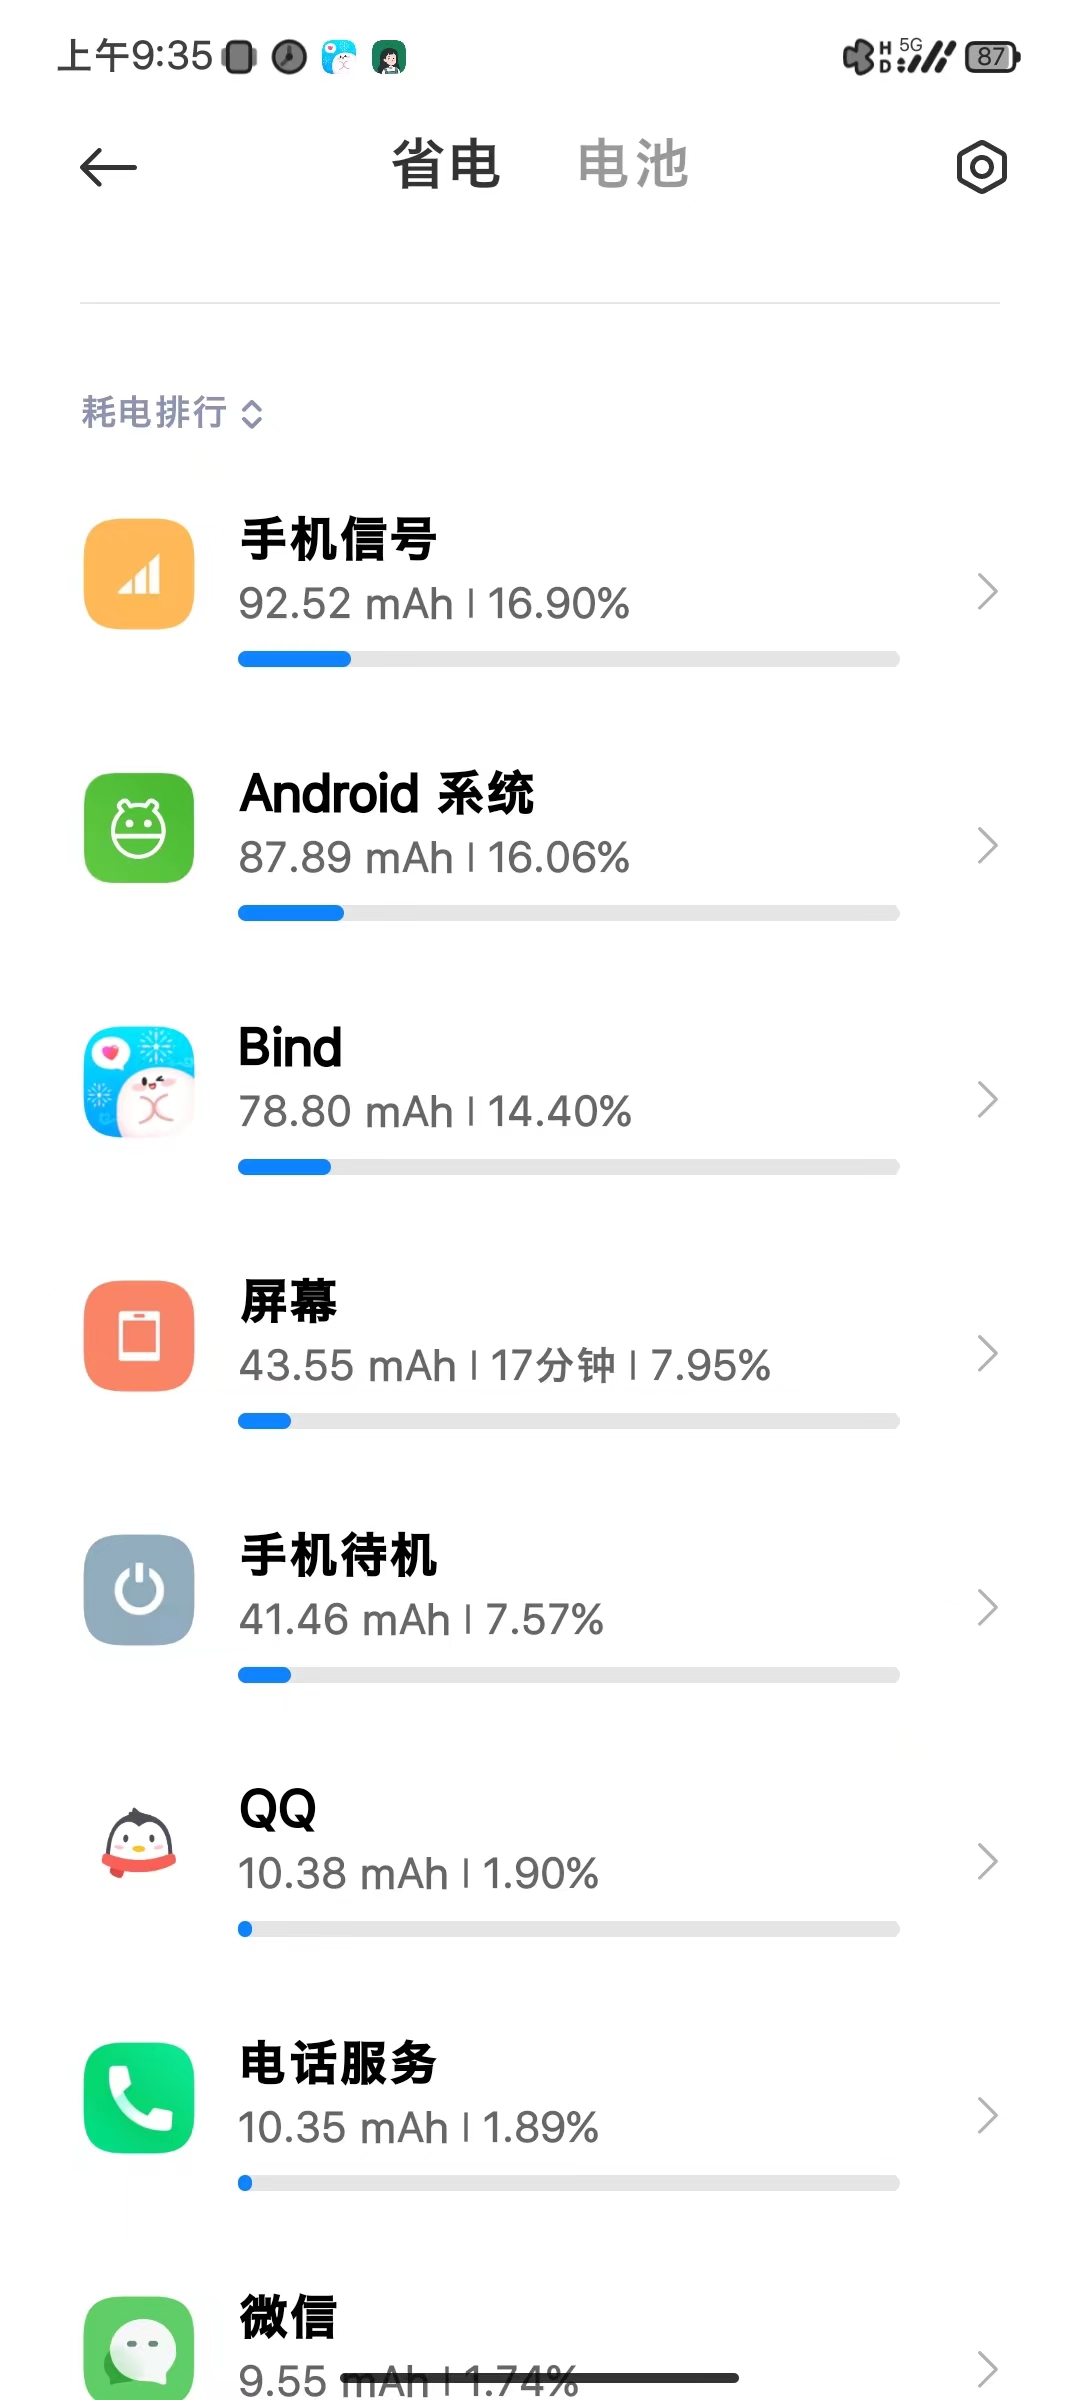 上午9:35
HD 5G 87
省电 电池
耗电排行
手机信号
92.52 mAh | 16.90%
Android 系统
87.89 mAh | 16.06%
Bind
78.80 mAh | 14.40%
屏幕
43.55 mAh | 17分钟 | 7.95%
手机待机
41.46 mAh | 7.57%
QQ
10.38 mAh | 1.90%
电话服务
10.35 mAh | 1.89%
微信
9.55 mAh | 1.74%